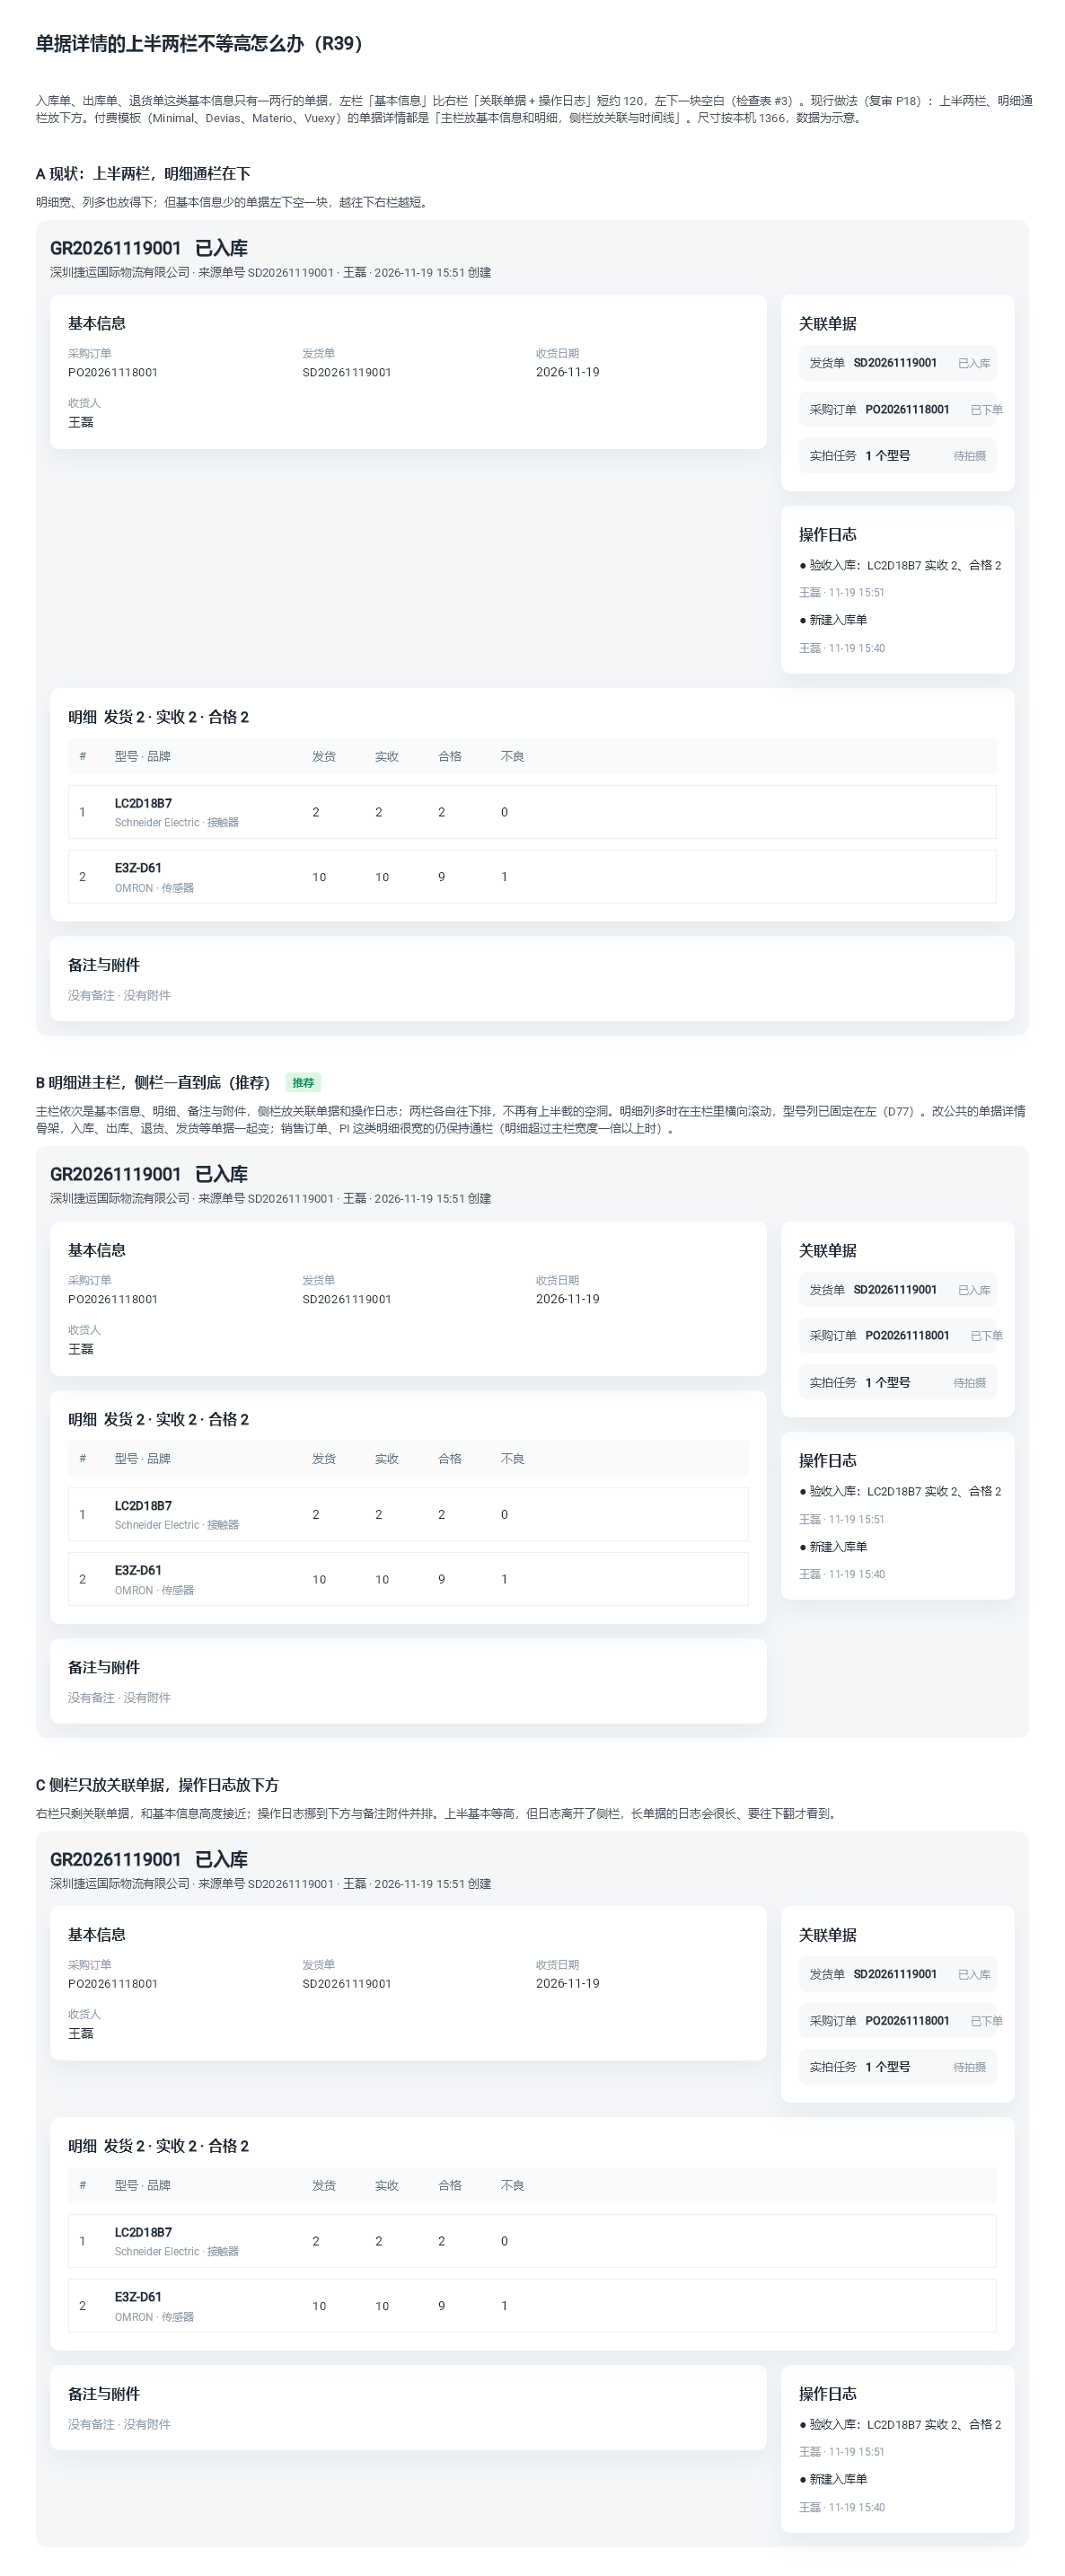 单据详情的上半两栏不等高怎么办（R39）
入库单、出库单、退货单这类基本信息只有一两行的单据，左栏「基本信息」比右栏「关联单据 + 操作日志」短约 120，左下一块空白（检查表 #3）。现行做法（复审 P18）：上半两栏、明细通
栏放下方。付费模板（Minimal、Devias、Materio、Vuexy）的单据详情都是「主栏放基本信息和明细，侧栏放关联与时间线」。尺寸按本机 1366，数据为示意。
A 现状：上半两栏，明细通栏在下
明细宽、列多也放得下；但基本信息少的单据左下空一块，越往下右栏越短。
GR20261119001 已入库
深圳捷运国际物流有限公司 · 来源单号 SD20261119001 · 王磊 · 2026-11-19 15:51 创建
基本信息
采购订单 发货单 收货日期
PO20261118001 SD20261119001 2026-11-19
收货人
王磊
关联单据
发货单 SD20261119001 已入库
采购订单 PO20261118001 已下单
实拍任务 1 个型号 待拍摄
操作日志
● 验收入库：LC2D18B7 实收 2、合格 2
王磊 · 11-19 15:51
● 新建入库单
王磊 · 11-19 15:40
明细 发货 2 · 实收 2 · 合格 2
# 型号 · 品牌 发货 实收 合格 不良
1 LC2D18B7 2 2 2 0
Schneider Electric · 接触器
2 E3Z-D61 10 10 9 1
OMRON · 传感器
备注与附件
没有备注 · 没有附件
B 明细进主栏，侧栏一直到底（推荐） 推荐
主栏依次是基本信息、明细、备注与附件，侧栏放关联单据和操作日志；两栏各自往下排，不再有上半截的空洞。明细列多时在主栏里横向滚动，型号列已固定在左（D77）。改公共的单据详情
骨架，入库、出库、退货、发货等单据一起变；销售订单、PI 这类明细很宽的仍保持通栏（明细超过主栏宽度一倍以上时）。
GR20261119001 已入库
深圳捷运国际物流有限公司 · 来源单号 SD20261119001 · 王磊 · 2026-11-19 15:51 创建
基本信息
采购订单 发货单 收货日期
PO20261118001 SD20261119001 2026-11-19
收货人
王磊
关联单据
发货单 SD20261119001 已入库
采购订单 PO20261118001 已下单
实拍任务 1 个型号 待拍摄
明细 发货 2 · 实收 2 · 合格 2
# 型号 · 品牌 发货 实收 合格 不良
1 LC2D18B7 2 2 2 0
Schneider Electric · 接触器
2 E3Z-D61 10 10 9 1
OMRON · 传感器
操作日志
● 验收入库：LC2D18B7 实收 2、合格 2
王磊 · 11-19 15:51
● 新建入库单
王磊 · 11-19 15:40
备注与附件
没有备注 · 没有附件
C 侧栏只放关联单据，操作日志放下方
右栏只剩关联单据，和基本信息高度接近；操作日志挪到下方与备注附件并排。上半基本等高，但日志离开了侧栏，长单据的日志会很长、要往下翻才看到。
GR20261119001 已入库
深圳捷运国际物流有限公司 · 来源单号 SD20261119001 · 王磊 · 2026-11-19 15:51 创建
基本信息
采购订单 发货单 收货日期
PO20261118001 SD20261119001 2026-11-19
收货人
王磊
关联单据
发货单 SD20261119001 已入库
采购订单 PO20261118001 已下单
实拍任务 1 个型号 待拍摄
明细 发货 2 · 实收 2 · 合格 2
# 型号 · 品牌 发货 实收 合格 不良
1 LC2D18B7 2 2 2 0
Schneider Electric · 接触器
2 E3Z-D61 10 10 9 1
OMRON · 传感器
备注与附件
没有备注 · 没有附件
操作日志
● 验收入库：LC2D18B7 实收 2、合格 2
王磊 · 11-19 15:51
● 新建入库单
王磊 · 11-19 15:40